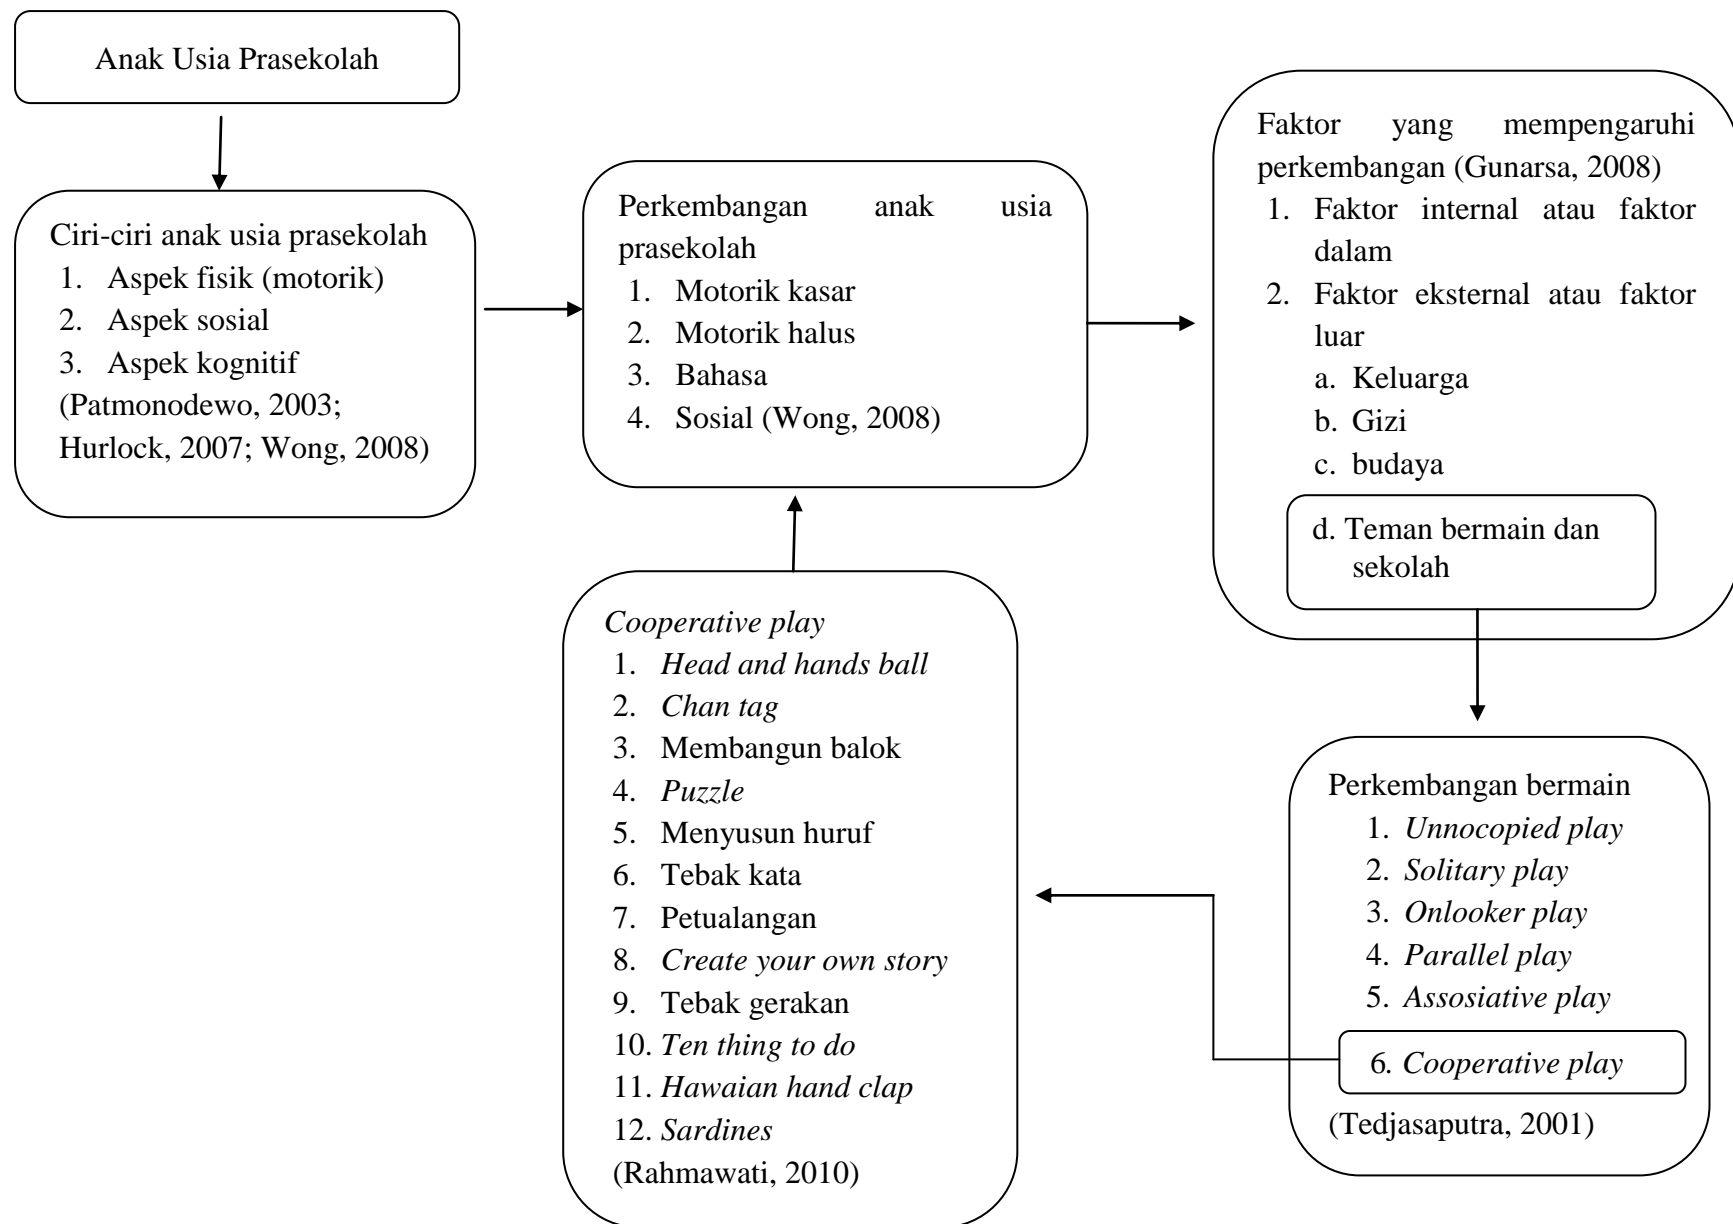 Anak Usia Prasekolah
Ciri-ciri anak usia prasekolah
1. Aspek fisik (motorik)
2. Aspek sosial
3. Aspek kognitif
(Patmonodewo, 2003;
Hurlock, 2007; Wong, 2008)
Perkembangan anak usia
prasekolah
1. Motorik kasar
2. Motorik halus
3. Bahasa
4. Sosial (Wong, 2008)
Faktor yang mempengaruhi
perkembangan (Gunarsa, 2008)
1. Faktor internal atau faktor
dalam
2. Faktor eksternal atau faktor
luar
a. Keluarga
b. Gizi
c. budaya
d. Teman bermain dan
sekolah
Perkembangan bermain
1. Unnocopied play
2. Solitary play
3. Onlooker play
4. Parallel play
5. Assosiative play
6. Cooperative play
(Tedjasaputra, 2001)
Cooperative play
1. Head and hands ball
2. Chan tag
3. Membangun balok
4. Puzzle
5. Menyusun huruf
6. Tebak kata
7. Petualangan
8. Create your own story
9. Tebak gerakan
10. Ten thing to do
11. Hawaian hand clap
12. Sardines
(Rahmawati, 2010)